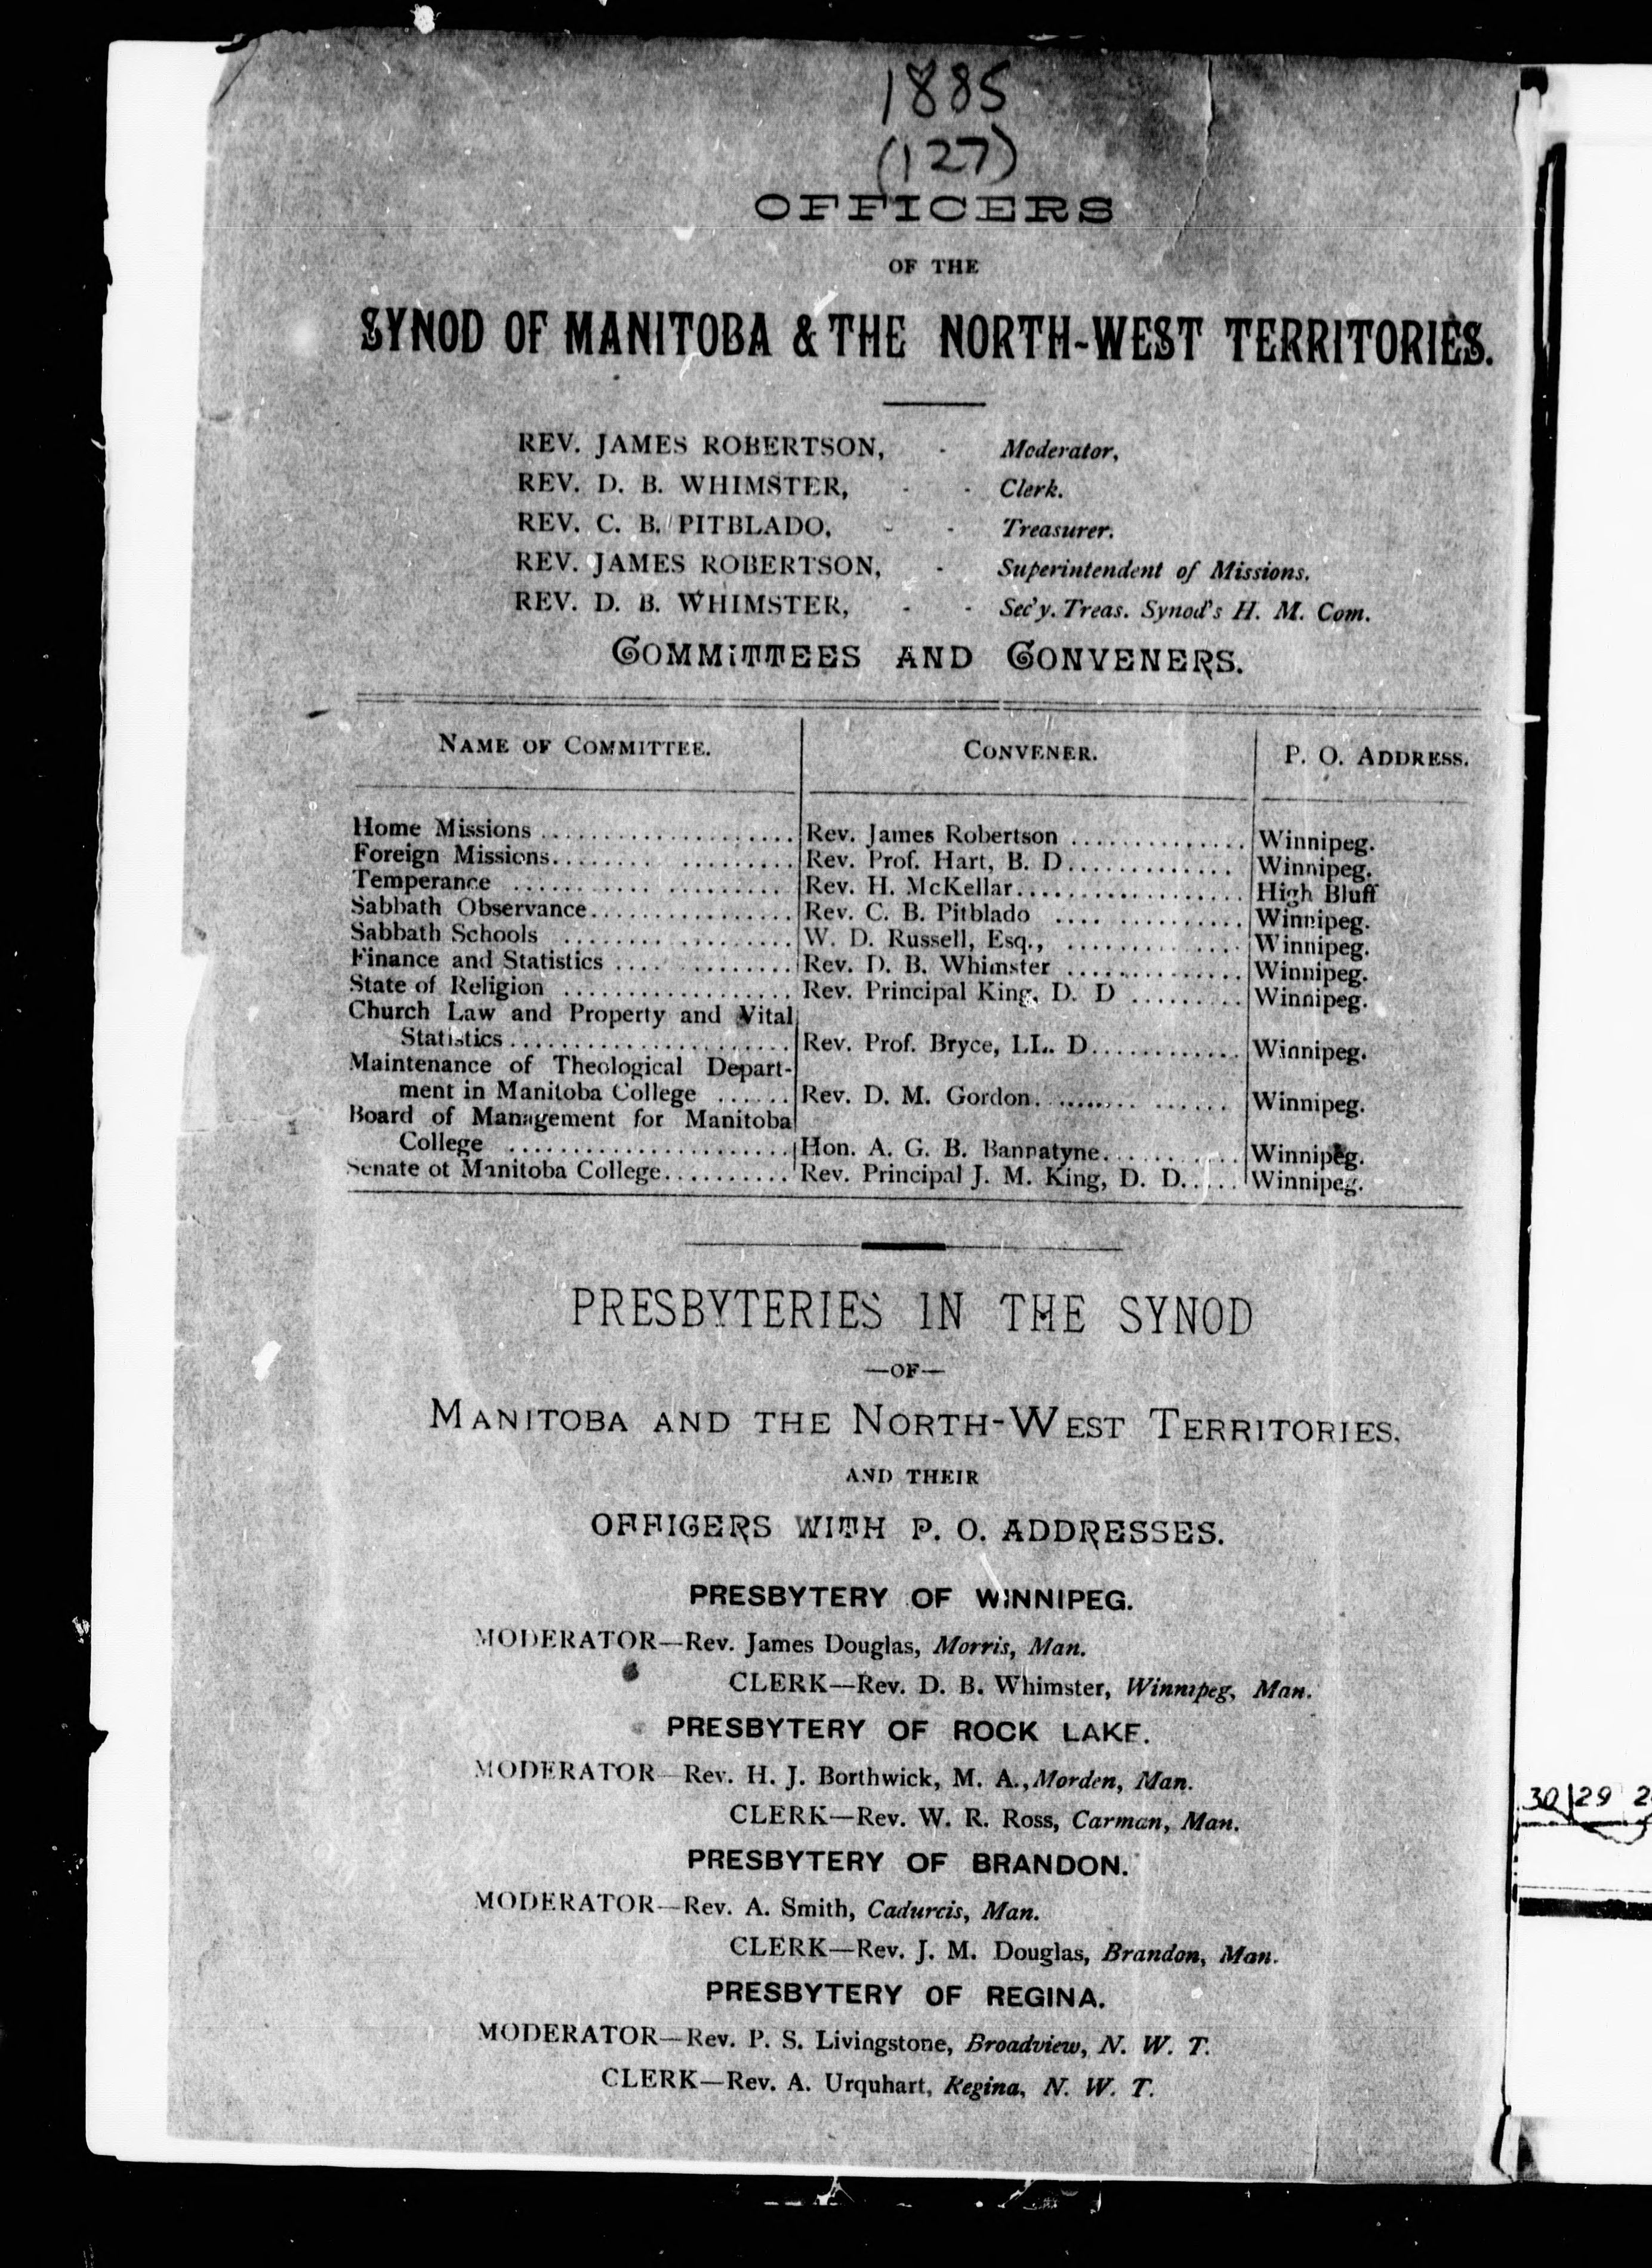 1885
(127)
OFFICERS
OF THE
SYNOD OF MANITOBA & THE NORTH-WEST TERRITORIES.
REV. JAMES ROBERTSON, - Moderator,
REV. D. B. WHIMSTER, - - Clerk.
REV. C. B. PITBLADO, - - Treasurer.
REV. JAMES ROBERTSON, - Superintendent of Missions.
REV. D. B. WHIMSTER, - - Sec'y. Treas. Synod's H. M. Com.
COMMITTEES AND CONVENERS.
NAME OF COMMITTEE. CONVENER. P. O. ADDRESS.
Home Missions .................... Rev. James Robertson .............. Winnipeg.
Foreign Missions.................... Rev. Prof. Hart, B. D.............. Winnipeg.
Temperance .................... Rev. H. McKellar.................. High Bluff
Sabbath Observance................ Rev. C. B. Pitblado .............. Winnipeg.
Sabbath Schools .................. W. D. Russell, Esq., .............. Winnipeg.
Finance and Statistics .............. Rev. D. B. Whimster .............. Winnipeg.
State of Religion .................. Rev. Principal King, D. D ......... Winnipeg.
Church Law and Property and Vital
Statistics...................... Rev. Prof. Bryce, LL. D............ Winnipeg.
Maintenance of Theological Depart-
ment in Manitoba College ...... Rev. D. M. Gordon............... Winnipeg.
Board of Management for Manitoba
College ...................... Hon. A. G. B. Bannatyne........... Winnipeg.
Senate of Manitoba College.......... Rev. Principal J. M. King, D. D..... Winnipeg.
PRESBYTERIES IN THE SYNOD
—OF—
MANITOBA AND THE NORTH-WEST TERRITORIES,
AND THEIR
OFFICERS WITH P. O. ADDRESSES.
PRESBYTERY OF WINNIPEG.
MODERATOR—Rev. James Douglas, Morris, Man.
CLERK—Rev. D. B. Whimster, Winnipeg, Man.
PRESBYTERY OF ROCK LAKE.
MODERATOR—Rev. H. J. Borthwick, M. A., Morden, Man.
CLERK—Rev. W. R. Ross, Carman, Man.
PRESBYTERY OF BRANDON.
MODERATOR—Rev. A. Smith, Cadurcis, Man.
CLERK—Rev. J. M. Douglas, Brandon, Man.
PRESBYTERY OF REGINA.
MODERATOR—Rev. P. S. Livingstone, Broadview, N. W. T.
CLERK—Rev. A. Urquhart, Regina, N. W. T.
30 29